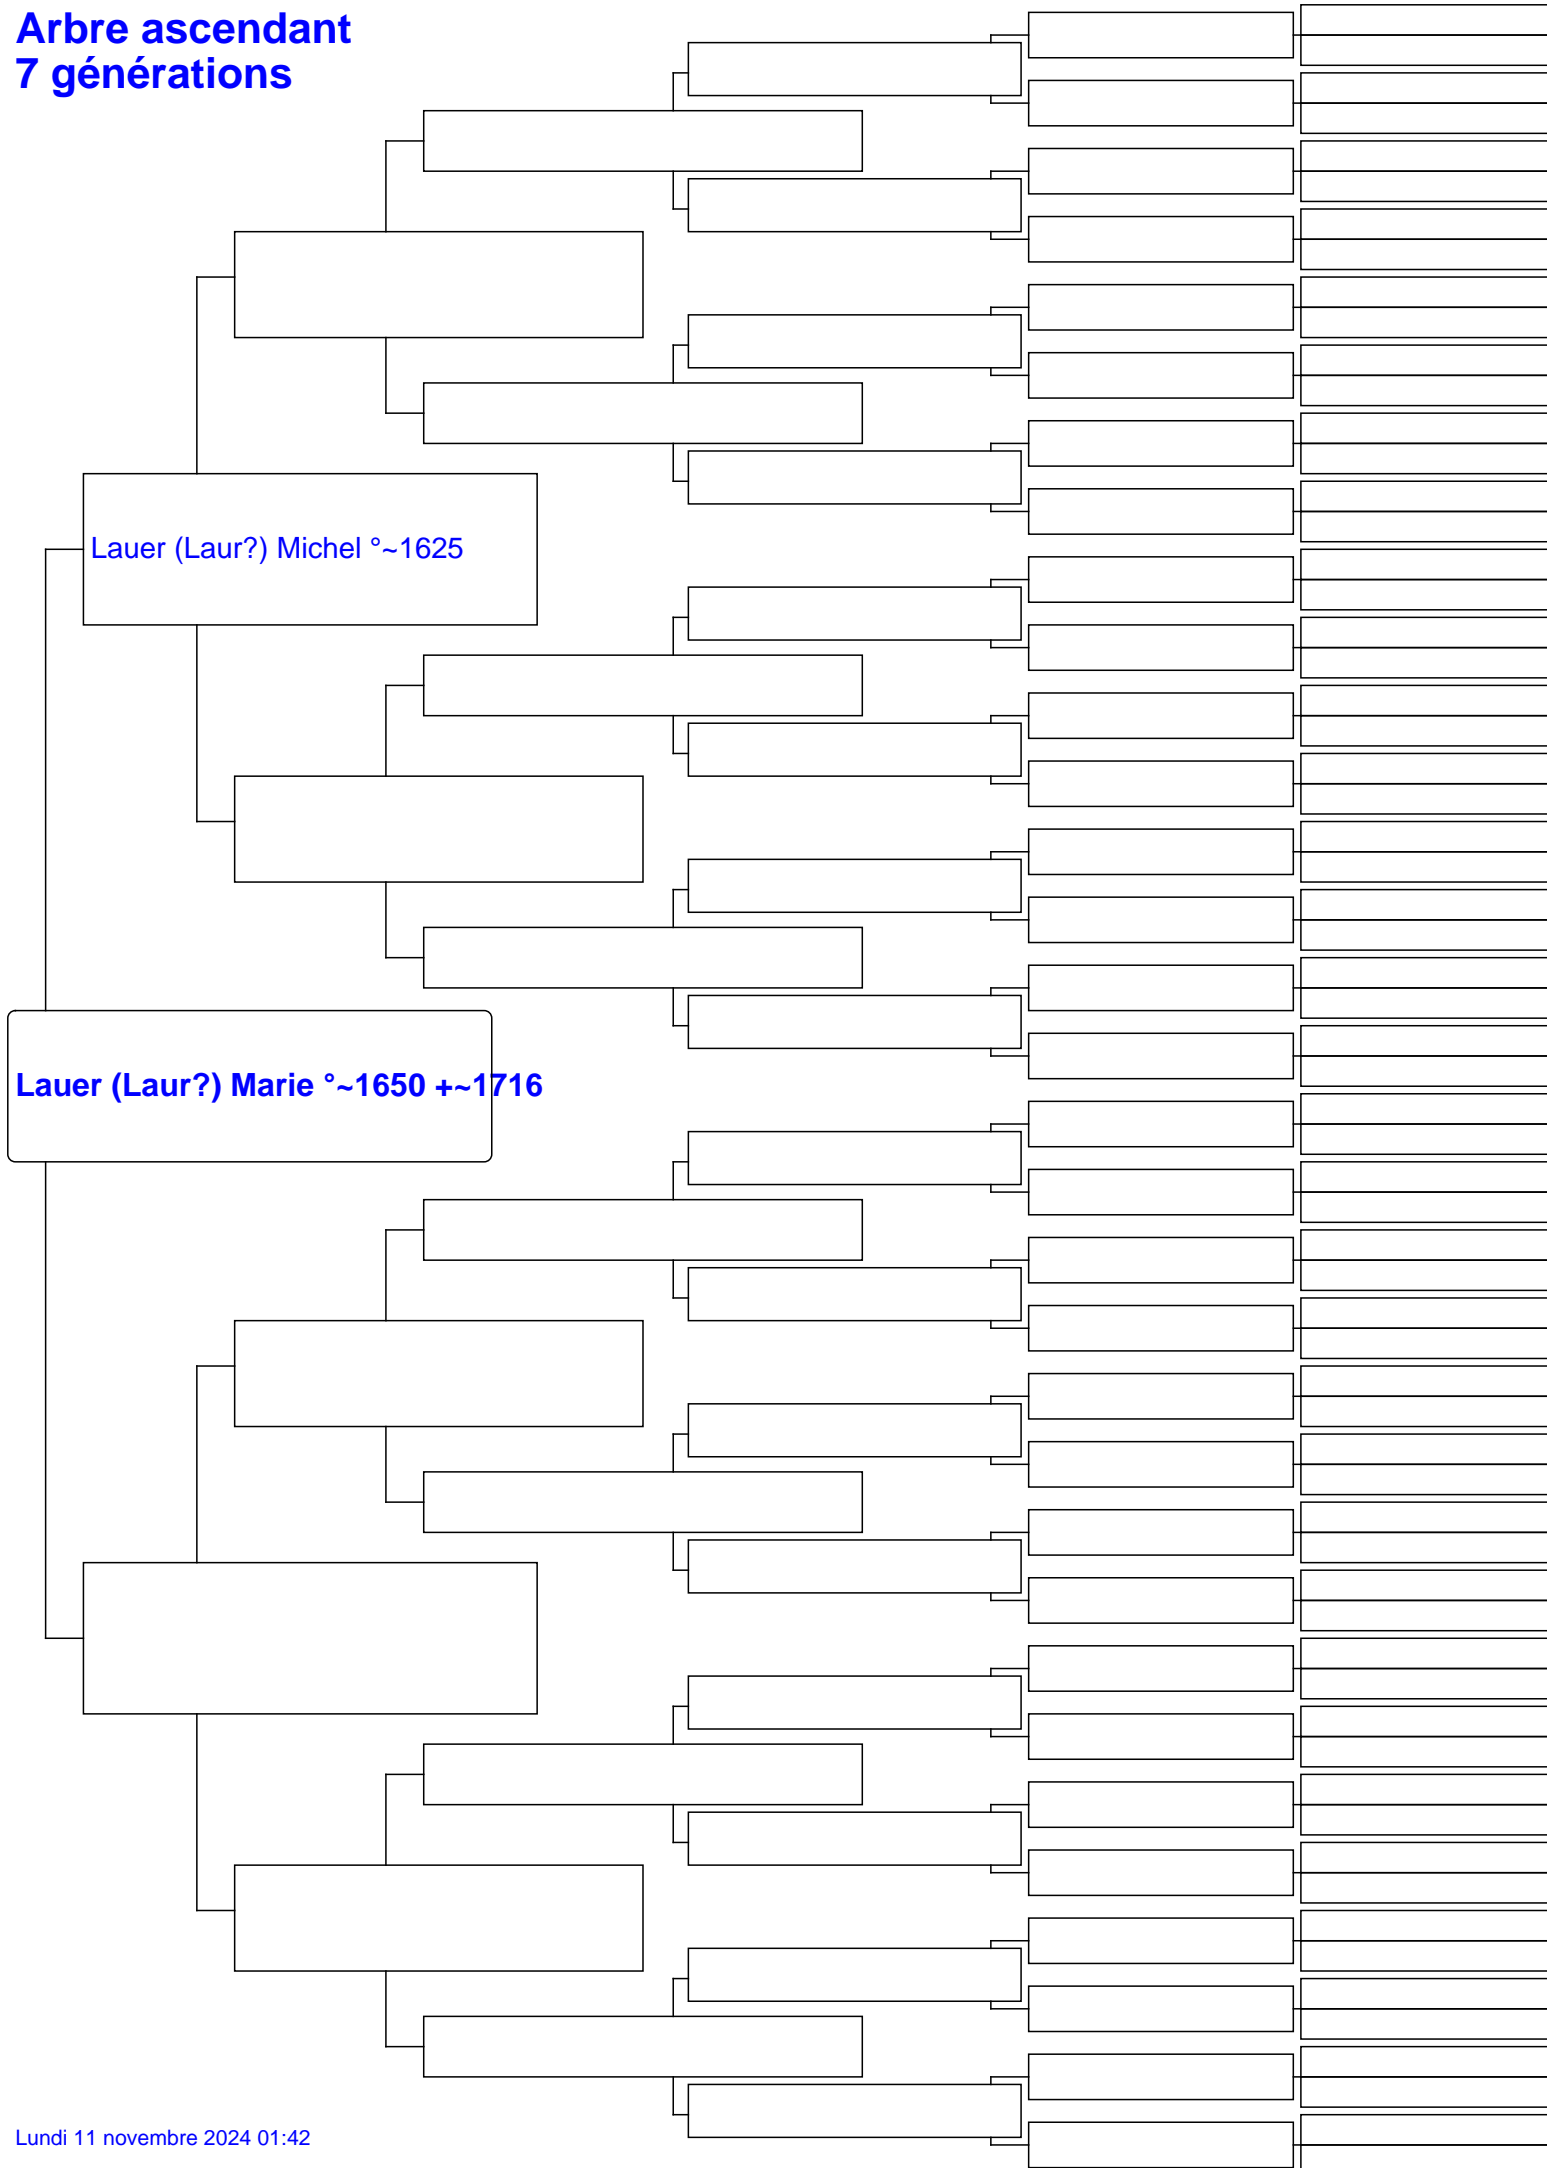 Arbre ascendant
7 générations
Lauer (Laur?) Michel °~1625
Lauer (Laur?) Marie °~1650 +~1716
Lundi 11 novembre 2024 01:42